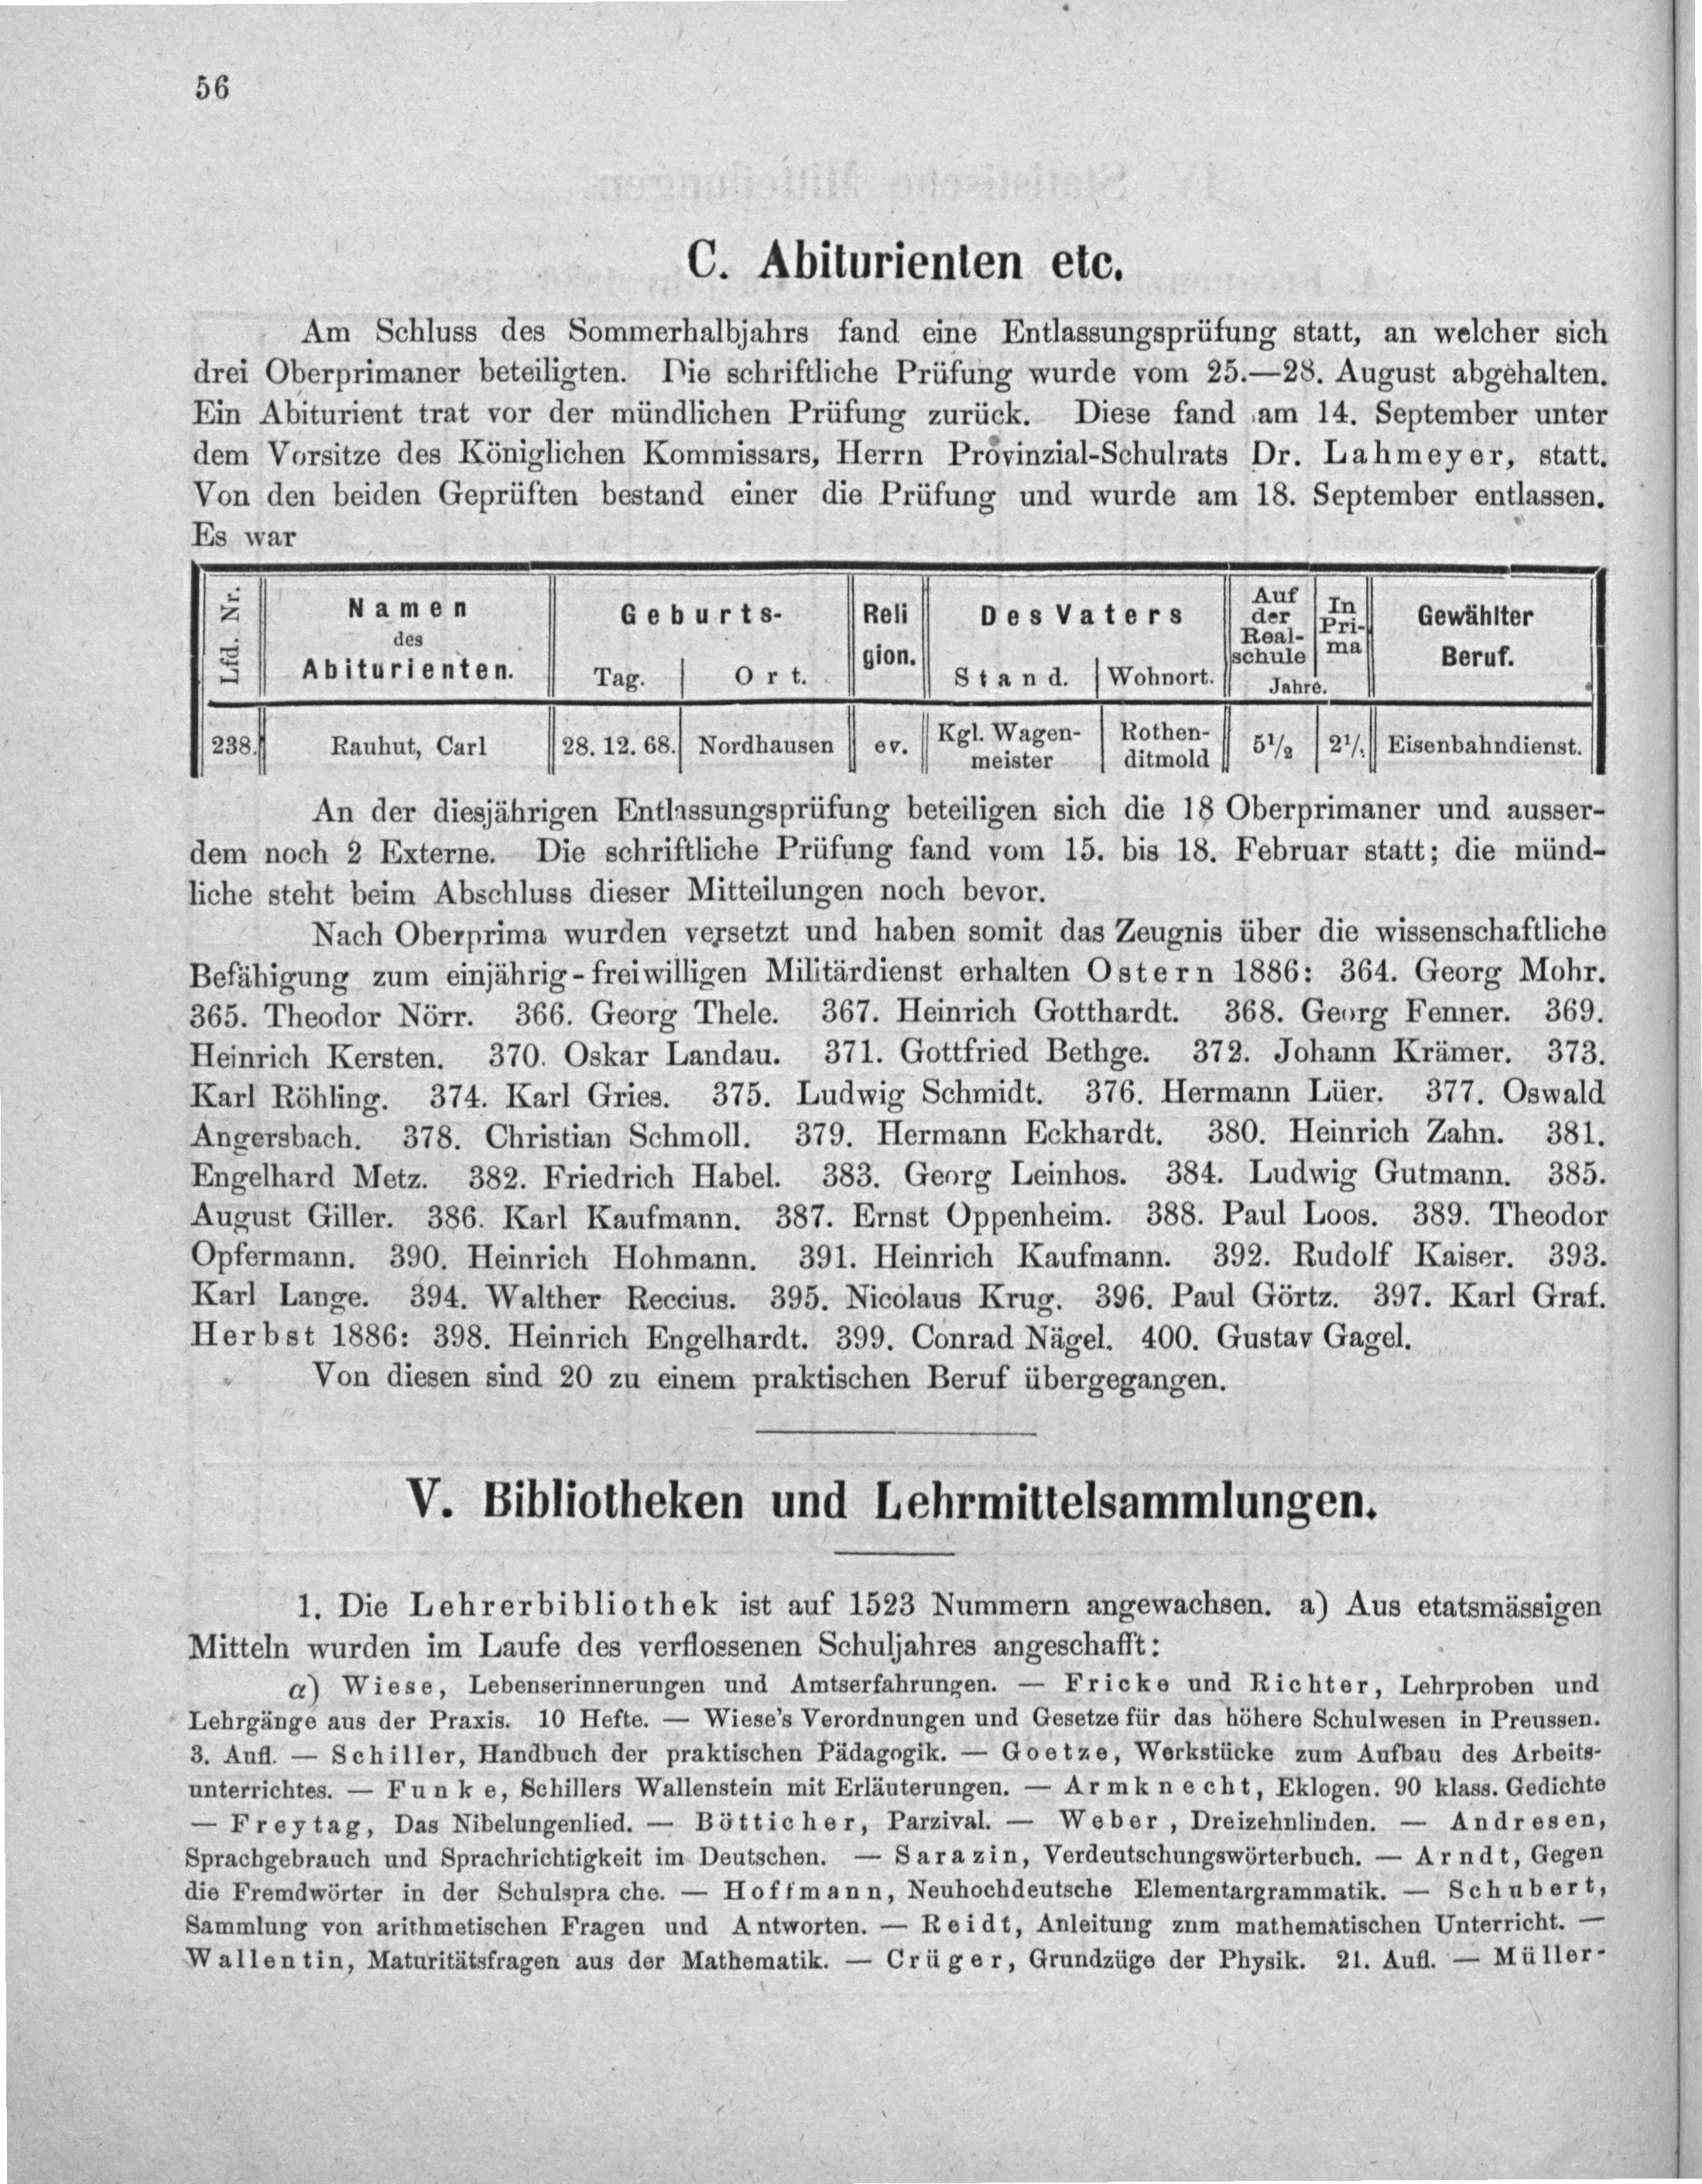 56
C. Abiturienten etc.
Am Schluss des Sommerhalbjahrs fand eine Entlassungsprüfung statt, an welcher sich
drei Oberprimaner beteiligten. Die schriftliche Prüfung wurde vom 25.—28. August abgehalten.
Ein Abiturient trat vor der mündlichen Prüfung zurück. Diese fand am 14. September unter
dem Vorsitze des Königlichen Kommissars, Herrn Provinzial-Schulrats Dr. Lahmeyer, statt.
Von den beiden Geprüften bestand einer die Prüfung und wurde am 18. September entlassen.
Es war
Lfd. Nr.
Namen
des
Abiturienten.
Geburts-
Tag.
Ort.
Reli
gion.
Des Vaters
Stand.
Wohnort.
Auf
der
Real-
schule
In
Pri-
ma
Jahre.
Gewählter
Beruf.
238.
Rauhut, Carl
28. 12. 68.
Nordhausen
ev.
Kgl. Wagen-
meister
Rothen-
ditmold
5½
Eisenbahndienst.
An der diesjährigen Entlassungsprüfung beteiligen sich die 18 Oberprimaner und ausser-
dem noch 2 Externe. Die schriftliche Prüfung fand vom 15. bis 18. Februar statt; die münd-
liche steht beim Abschluss dieser Mitteilungen noch bevor.
Nach Oberprima wurden versetzt und haben somit das Zeugnis über die wissenschaftliche
Befähigung zum einjährig-freiwilligen Militärdienst erhalten Ostern 1886: 364. Georg Mohr.
365. Theodor Nörr. 366. Georg Thele. 367. Heinrich Gotthardt. 368. Georg Fenner. 369.
Heinrich Kersten. 370. Oskar Landau. 371. Gottfried Bethge. 372. Johann Krämer. 373.
Karl Röhling. 374. Karl Gries. 375. Ludwig Schmidt. 376. Hermann Lüer. 377. Oswald
Angersbach. 378. Christian Schmoll. 379. Hermann Eckhardt. 380. Heinrich Zahn. 381.
Engelhard Metz. 382. Friedrich Habel. 383. Georg Leinhos. 384. Ludwig Gutmann. 385.
August Giller. 386. Karl Kaufmann. 387. Ernst Oppenheim. 388. Paul Loos. 389. Theodor
Opfermann. 390. Heinrich Hohmann. 391. Heinrich Kaufmann. 392. Rudolf Kaiser. 393.
Karl Lange. 394. Walther Reccius. 395. Nicolaus Krug. 396. Paul Görtz. 397. Karl Graf.
Herbst 1886: 398. Heinrich Engelhardt. 399. Conrad Nägel. 400. Gustav Gagel.
Von diesen sind 20 zu einem praktischen Beruf übergegangen.
V. Bibliotheken und Lehrmittelsammlungen.
1. Die Lehrerbibliothek ist auf 1523 Nummern angewachsen. a) Aus etatsmässigen
Mitteln wurden im Laufe des verflossenen Schuljahres angeschafft:
α) Wiese, Lebenserinnerungen und Amtserfahrungen. — Fricke und Richter, Lehrproben und
Lehrgänge aus der Praxis. 10 Hefte. — Wiese's Verordnungen und Gesetze für das höhere Schulwesen in Preussen.
3. Aufl. — Schiller, Handbuch der praktischen Pädagogik. — Goetze, Werkstücke zum Aufbau des Arbeits-
unterrichtes. — Funke, Schillers Wallenstein mit Erläuterungen. — Armknecht, Eklogen. 90 klass. Gedichte
— Freytag, Das Nibelungenlied. — Bötticher, Parzival. — Weber, Dreizehnlinden. — Andresen,
Sprachgebrauch und Sprachrichtigkeit im Deutschen. — Sarazin, Verdeutschungswörterbuch. — Arndt, Gegen
die Fremdwörter in der Schulspra che. — Hoffmann, Neuhochdeutsche Elementargrammatik. — Schubert,
Sammlung von arithmetischen Fragen und Antworten. — Reidt, Anleitung zum mathematischen Unterricht. —
Wallentin, Maturitätsfragen aus der Mathematik. — Crüger, Grundzüge der Physik. 21. Aufl. — Müller-